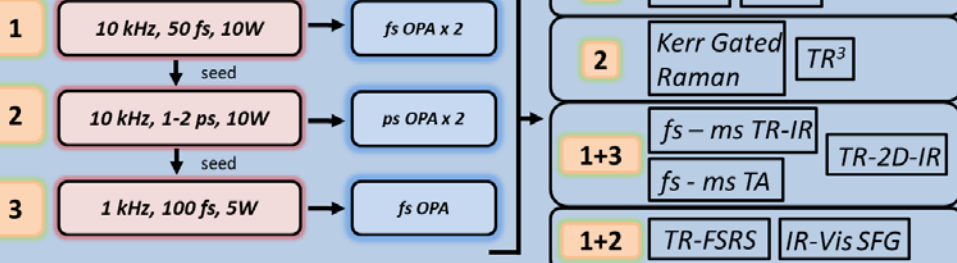 1
10 kHz, 50 fs, 10W
fs OPA x 2
seed
2
10 kHz, 1-2 ps, 10W
ps OPA x 2
seed
3
1 kHz, 100 fs, 5W
fs OPA
2
Kerr Gated
Raman
TR³
1+3
fs – ms TR-IR
fs - ms TA
TR-2D-IR
1+2
TR-FSRS
IR-Vis SFG